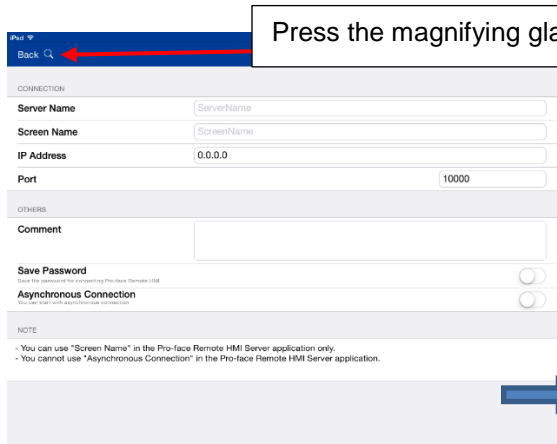 Press the magnifying gla
iPad
Back
CONNECTION
Server Name ServerName
Screen Name ScreenName
IP Address 0.0.0.0
Port 10000
OTHERS
Comment
Save Password
Save the password for connecting Pro-face Remote HMI
Asynchronous Connection
You can start with asynchronous connection
NOTE
- You can use "Screen Name" in the Pro-face Remote HMI Server application only.
- You cannot use "Asynchronous Connection" in the Pro-face Remote HMI Server application.